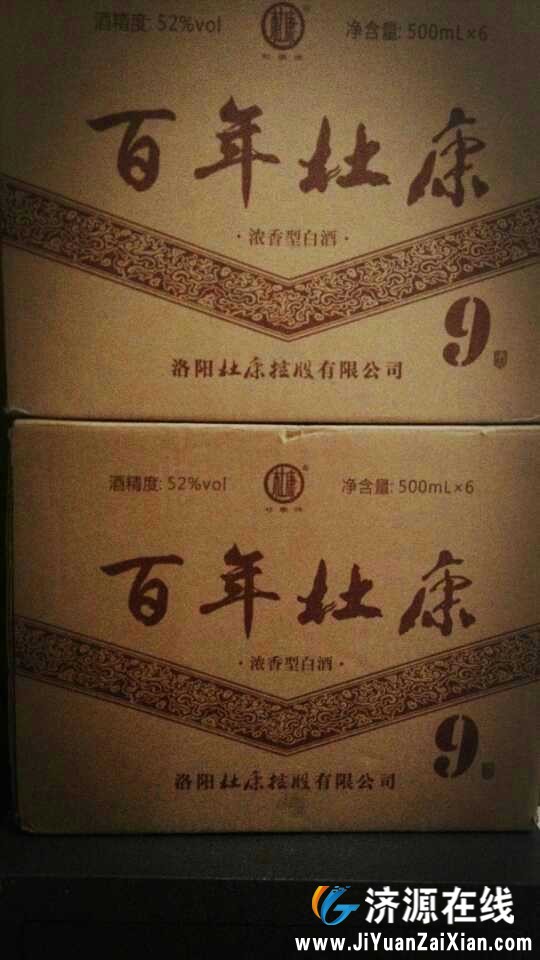 酒精度: 52%vol
净含量: 500mL×6
百年杜康
·浓香型白酒·
9
洛阳杜康控股有限公司
酒精度: 52%vol
杜康
净含量: 500mL×6
百年杜康
·浓香型白酒·
9
洛阳杜康控股有限公司
济源在线
www.JiYuanZaiXian.com